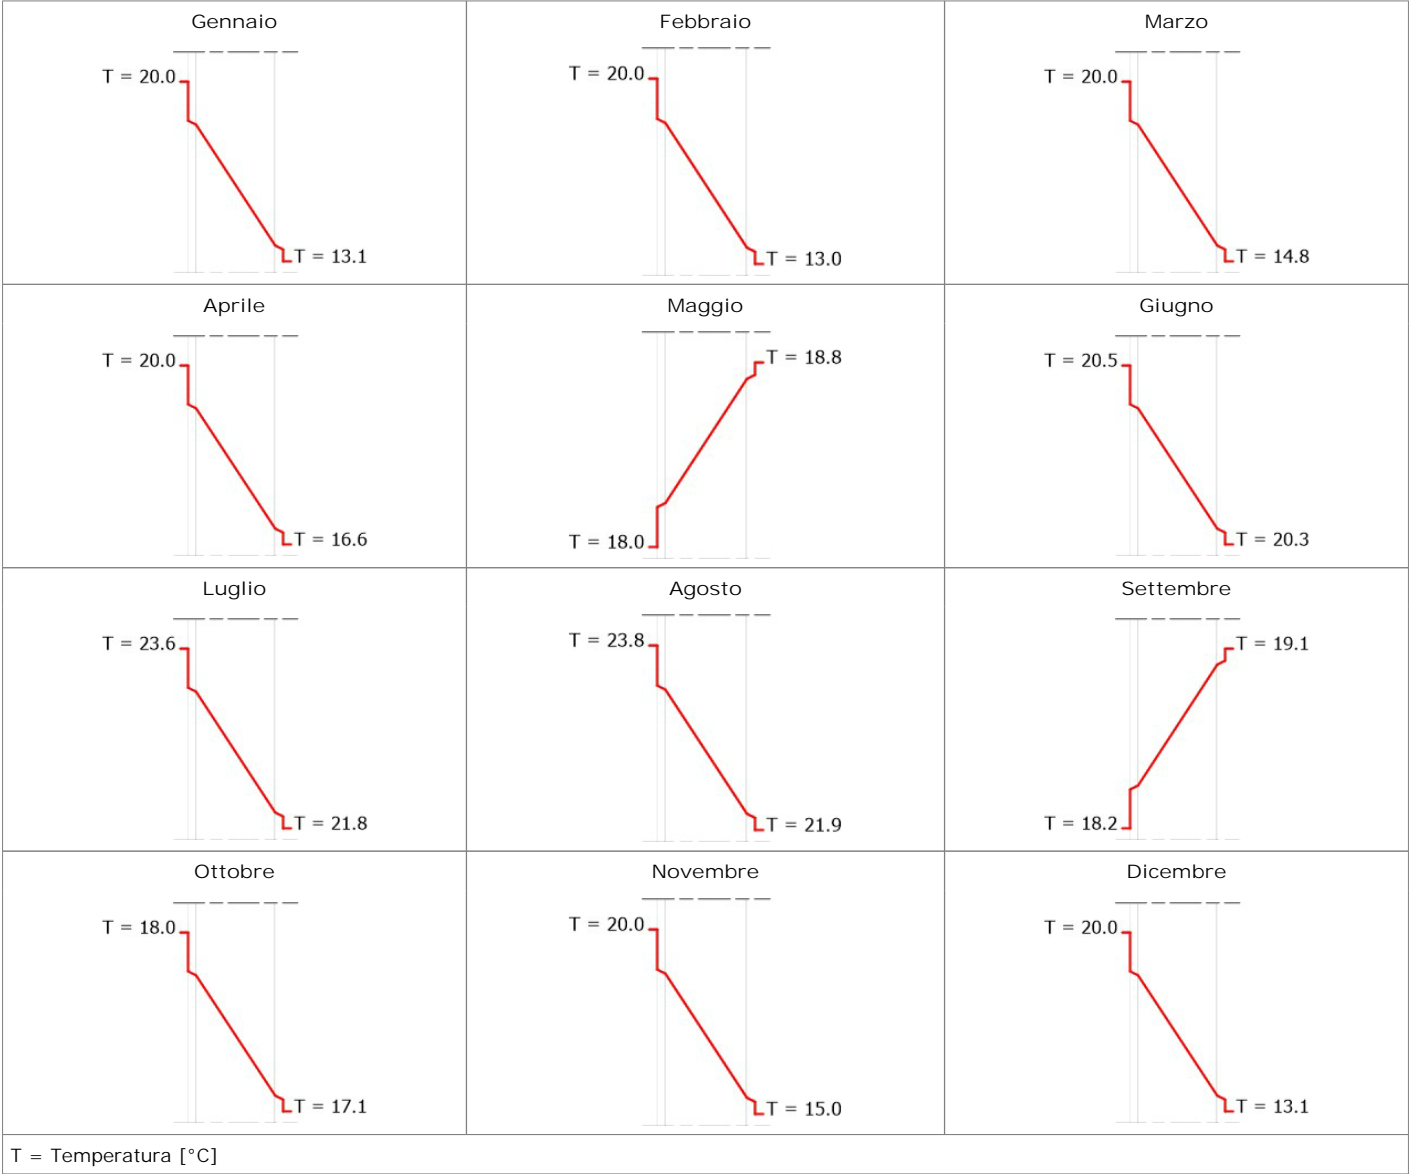 Gennaio
T = 20.0
T = 13.1
Febbraio
T = 20.0
T = 13.0
Marzo
T = 20.0
T = 14.8
Aprile
T = 20.0
T = 16.6
Maggio
T = 18.8
T = 18.0
Giugno
T = 20.5
T = 20.3
Luglio
T = 23.6
T = 21.8
Agosto
T = 23.8
T = 21.9
Settembre
T = 19.1
T = 18.2
Ottobre
T = 18.0
T = 17.1
Novembre
T = 20.0
T = 15.0
Dicembre
T = 20.0
T = 13.1
T = Temperatura [°C]